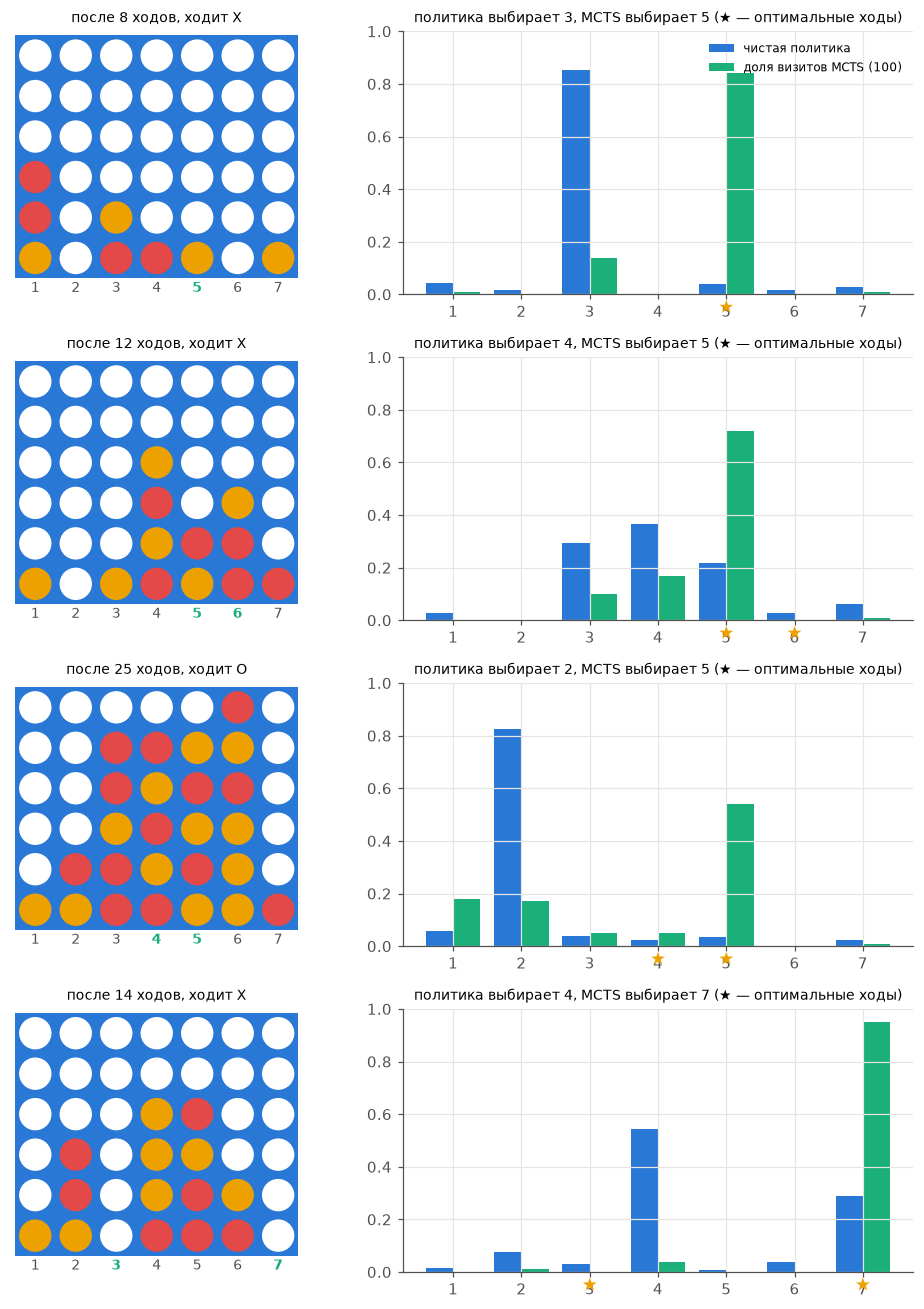 после 8 ходов, ходит X
1 2 3 4 5 6 7
политика выбирает 3, MCTS выбирает 5 (★ — оптимальные ходы)
чистая политика
доля визитов MCTS (100)
1.0
0.8
0.6
0.4
0.2
0.0
1 2 3 4 5 6 7
после 12 ходов, ходит X
1 2 3 4 5 6 7
политика выбирает 4, MCTS выбирает 5 (★ — оптимальные ходы)
1.0
0.8
0.6
0.4
0.2
0.0
1 2 3 4 5 6 7
после 25 ходов, ходит O
1 2 3 4 5 6 7
политика выбирает 2, MCTS выбирает 5 (★ — оптимальные ходы)
1.0
0.8
0.6
0.4
0.2
0.0
1 2 3 4 5 6 7
после 14 ходов, ходит X
1 2 3 4 5 6 7
политика выбирает 4, MCTS выбирает 7 (★ — оптимальные ходы)
1.0
0.8
0.6
0.4
0.2
0.0
1 2 3 4 5 6 7